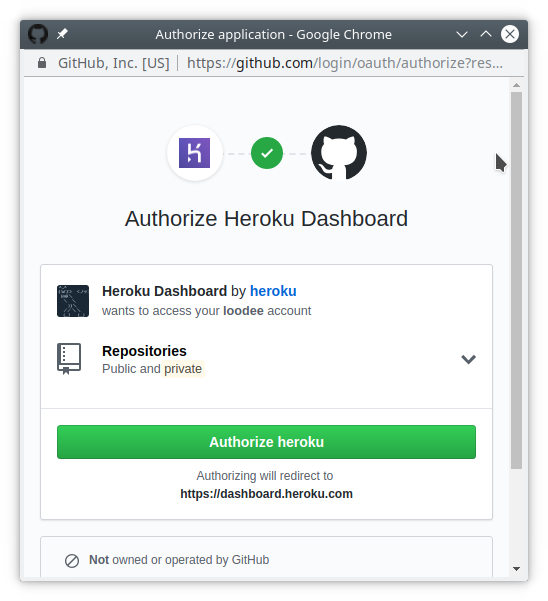 Authorize application - Google Chrome
GitHub, Inc. [US] https://github.com/login/oauth/authorize?res...
Authorize Heroku Dashboard
Heroku Dashboard by heroku
wants to access your loodee account
Repositories
Public and private
Authorize heroku
Authorizing will redirect to
https://dashboard.heroku.com
Not owned or operated by GitHub